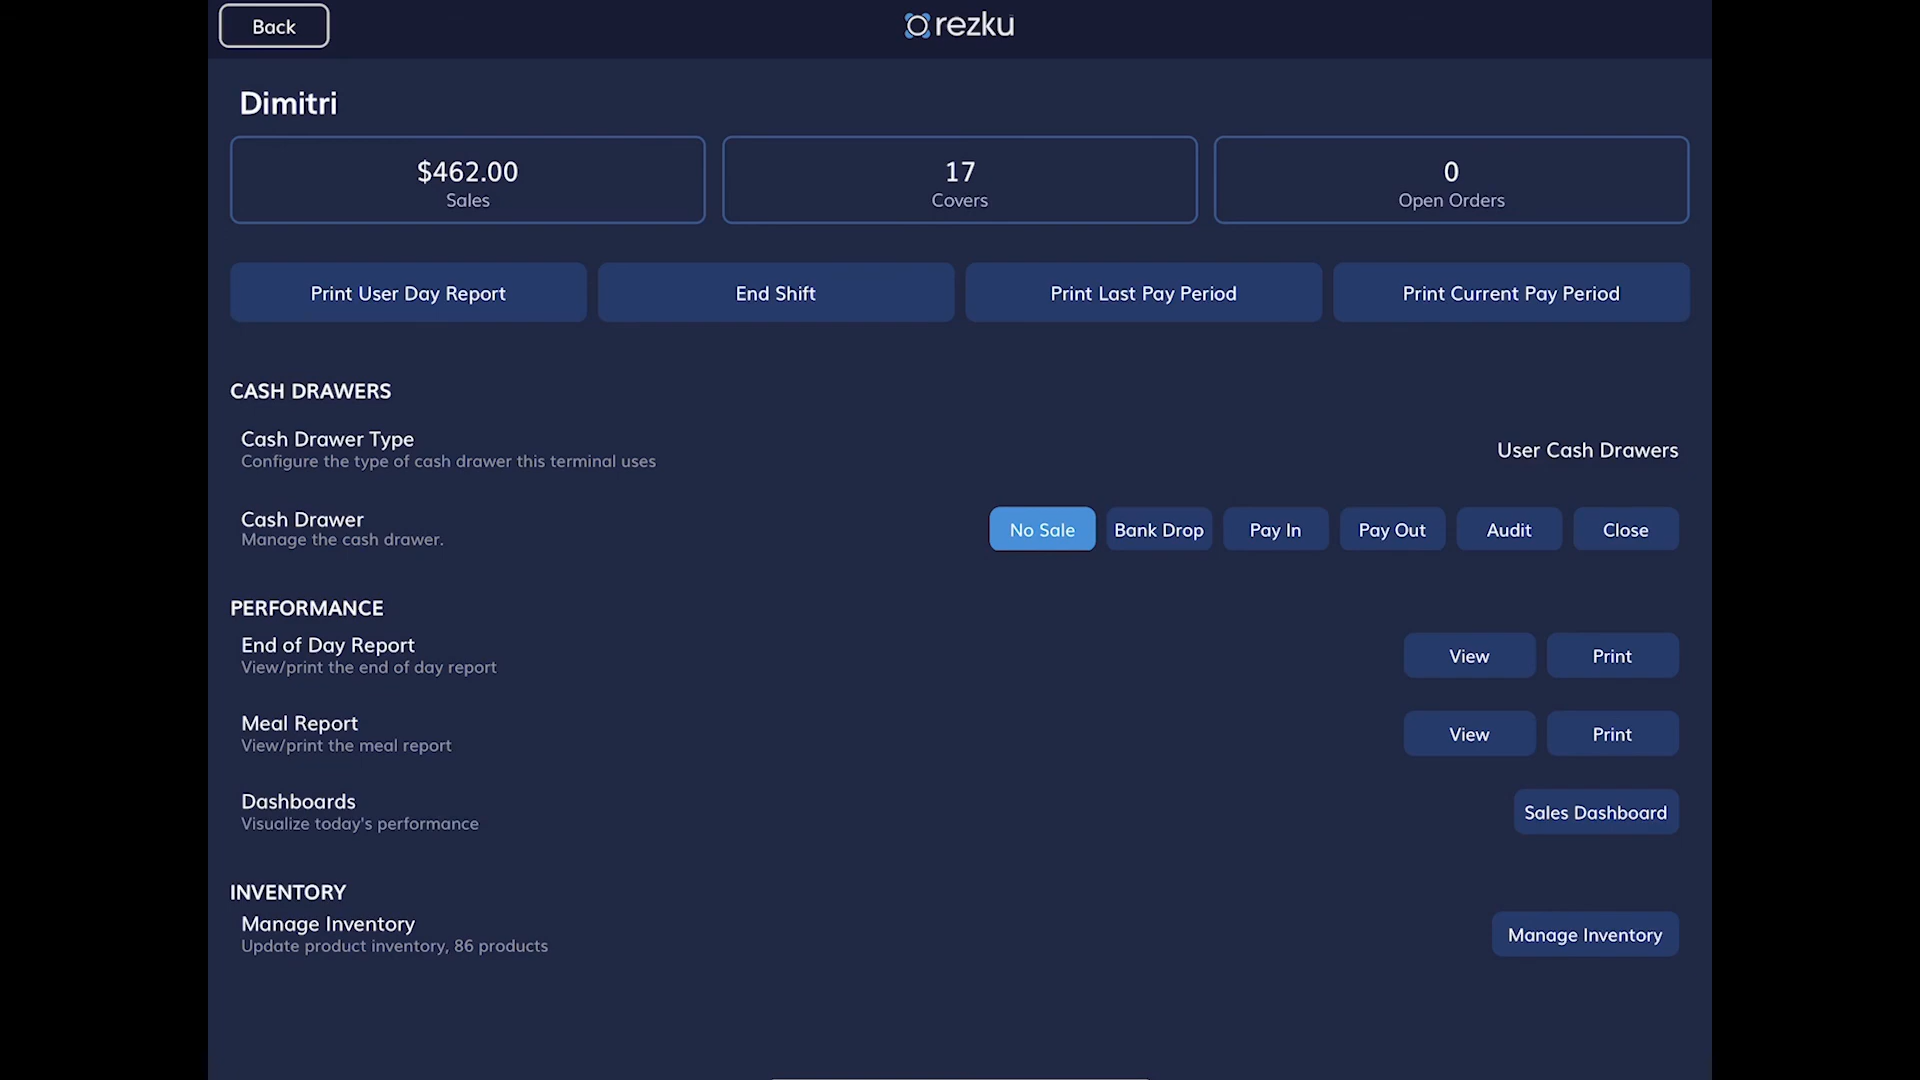 Back
rezku
Dimitri
$462.00
Sales
17
Covers
0
Open Orders
Print User Day Report
End Shift
Print Last Pay Period
Print Current Pay Period
CASH DRAWERS
Cash Drawer Type
Configure the type of cash drawer this terminal uses
User Cash Drawers
Cash Drawer
Manage the cash drawer.
No Sale
Bank Drop
Pay In
Pay Out
Audit
Close
PERFORMANCE
End of Day Report
View/print the end of day report
View
Print
Meal Report
View/print the meal report
View
Print
Dashboards
Visualize today's performance
Sales Dashboard
INVENTORY
Manage Inventory
Update product inventory, 86 products
Manage Inventory